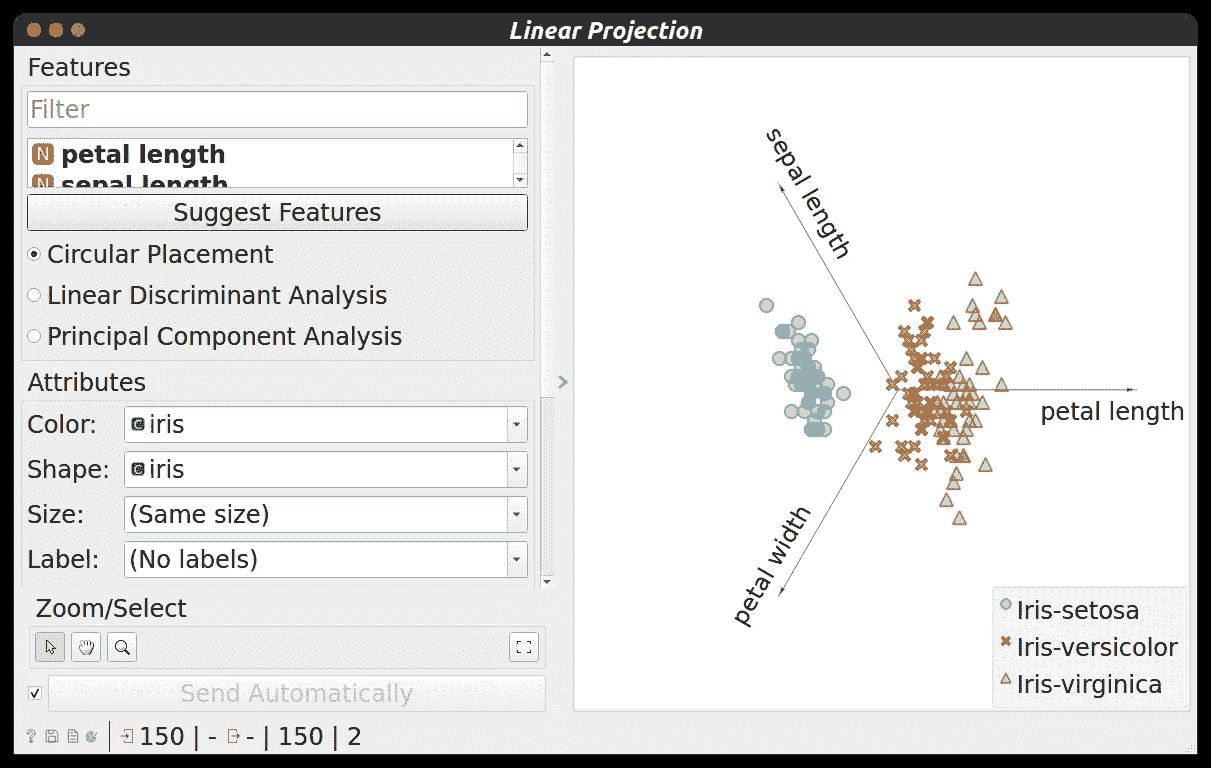 Linear Projection
Features
Filter
N petal length
N sepal length
Suggest Features
Circular Placement
Linear Discriminant Analysis
Principal Component Analysis
Attributes
Color: C iris
Shape: C iris
Size: (Same size)
Label: (No labels)
Zoom/Select
Send Automatically
? 150 | - - | 150 | 2
sepal length
petal length
petal width
Iris-setosa
Iris-versicolor
Iris-virginica